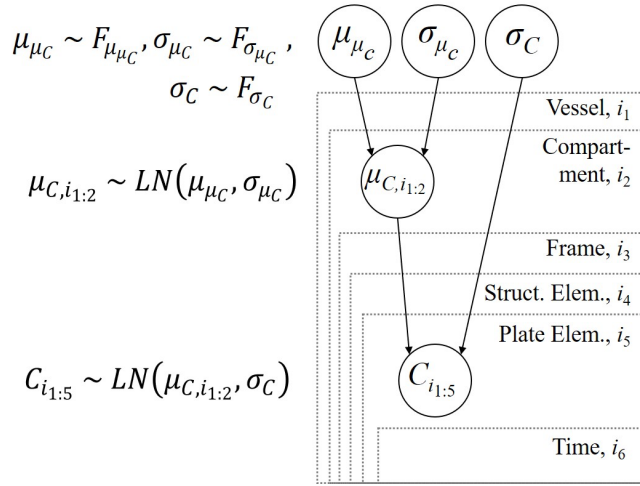 μ_{μ_C} ~ F_{μ_{μ_C}}, σ_{μ_C} ~ F_{σ_{μ_C}},
σ_C ~ F_{σ_C}
μ_{μ_c} σ_{μ_c} σ_C
Vessel, i_1
Compart-
ment, i_2
μ_{C,i_{1:2}} ~ LN(μ_{μ_C}, σ_{μ_C})
μ_{C,i_{1:2}}
Frame, i_3
Struct. Elem., i_4
Plate Elem., i_5
C_{i_{1:5}} ~ LN(μ_{C,i_{1:2}}, σ_C)
C_{i_{1:5}}
Time, i_6